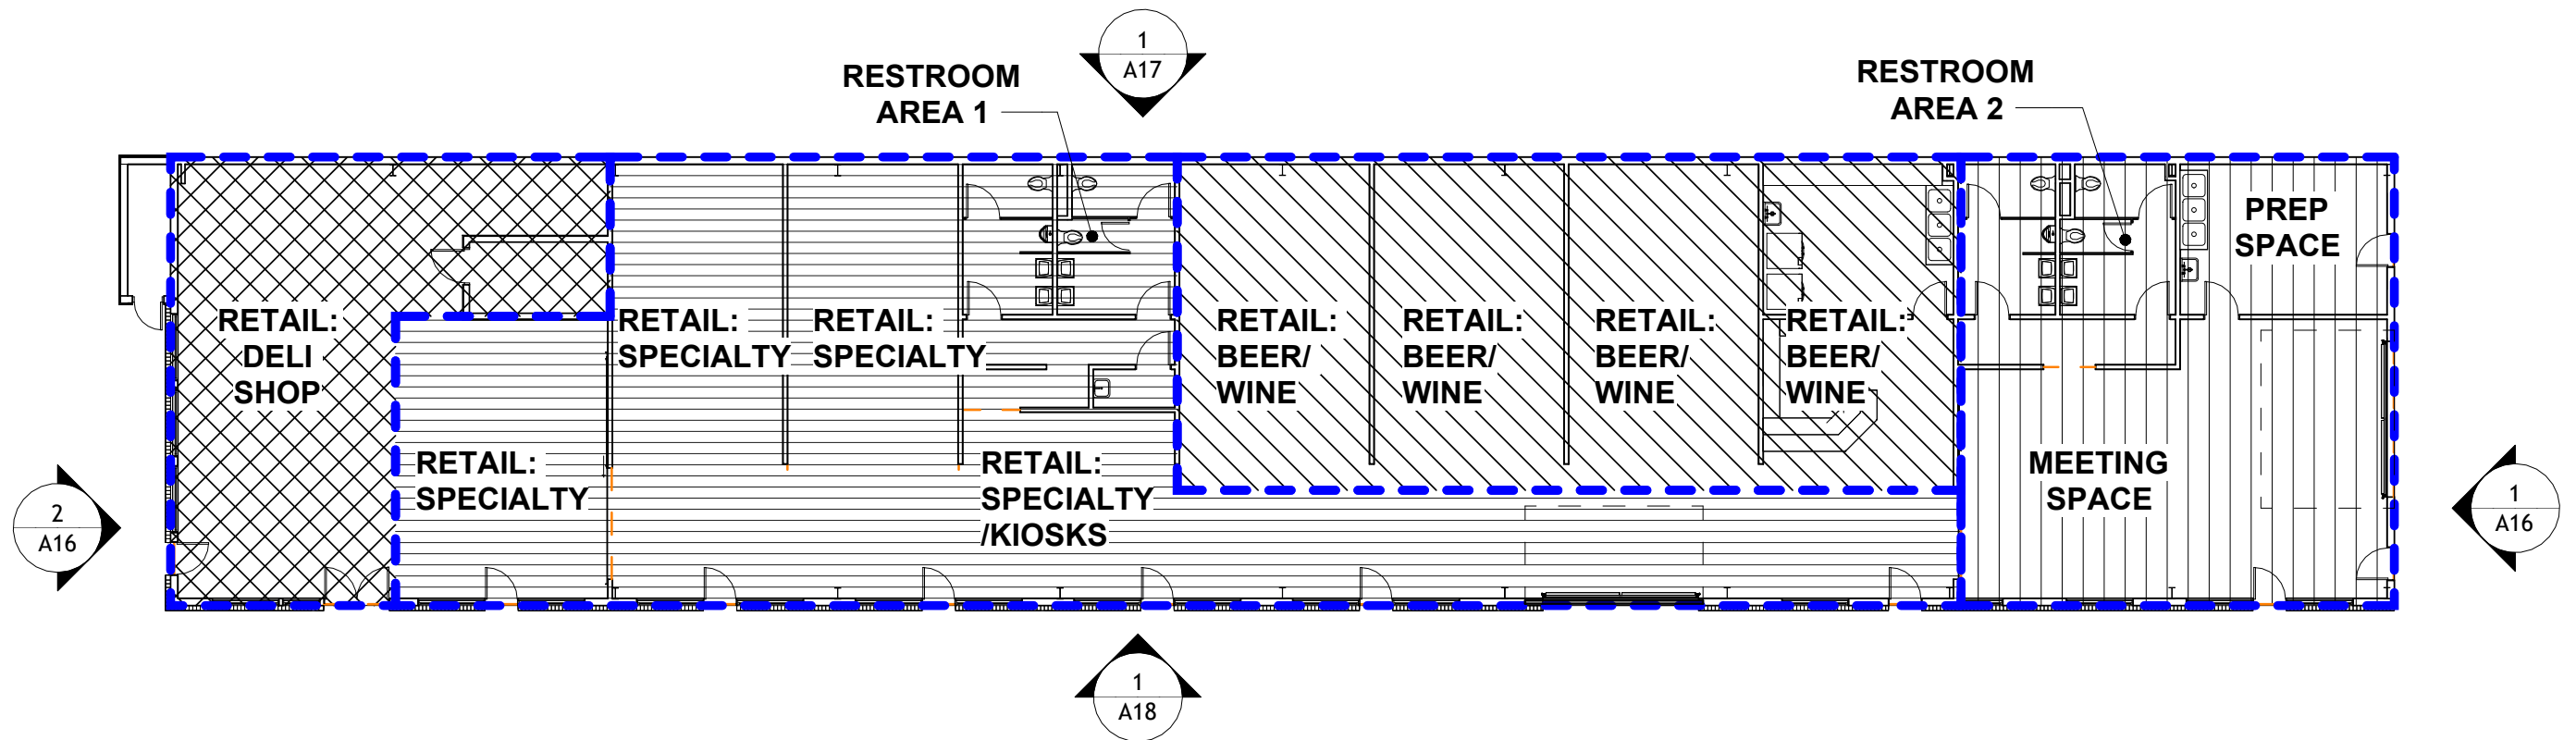 1
A17
RESTROOM
AREA 1
RESTROOM
AREA 2
PREP
SPACE
RETAIL:
DELI
SHOP
RETAIL:
SPECIALTY
RETAIL:
SPECIALTY
RETAIL:
BEER/
WINE
RETAIL:
BEER/
WINE
RETAIL:
BEER/
WINE
RETAIL:
BEER/
WINE
RETAIL:
SPECIALTY
RETAIL:
SPECIALTY
/KIOSKS
MEETING
SPACE
2
A16
1
A16
1
A18